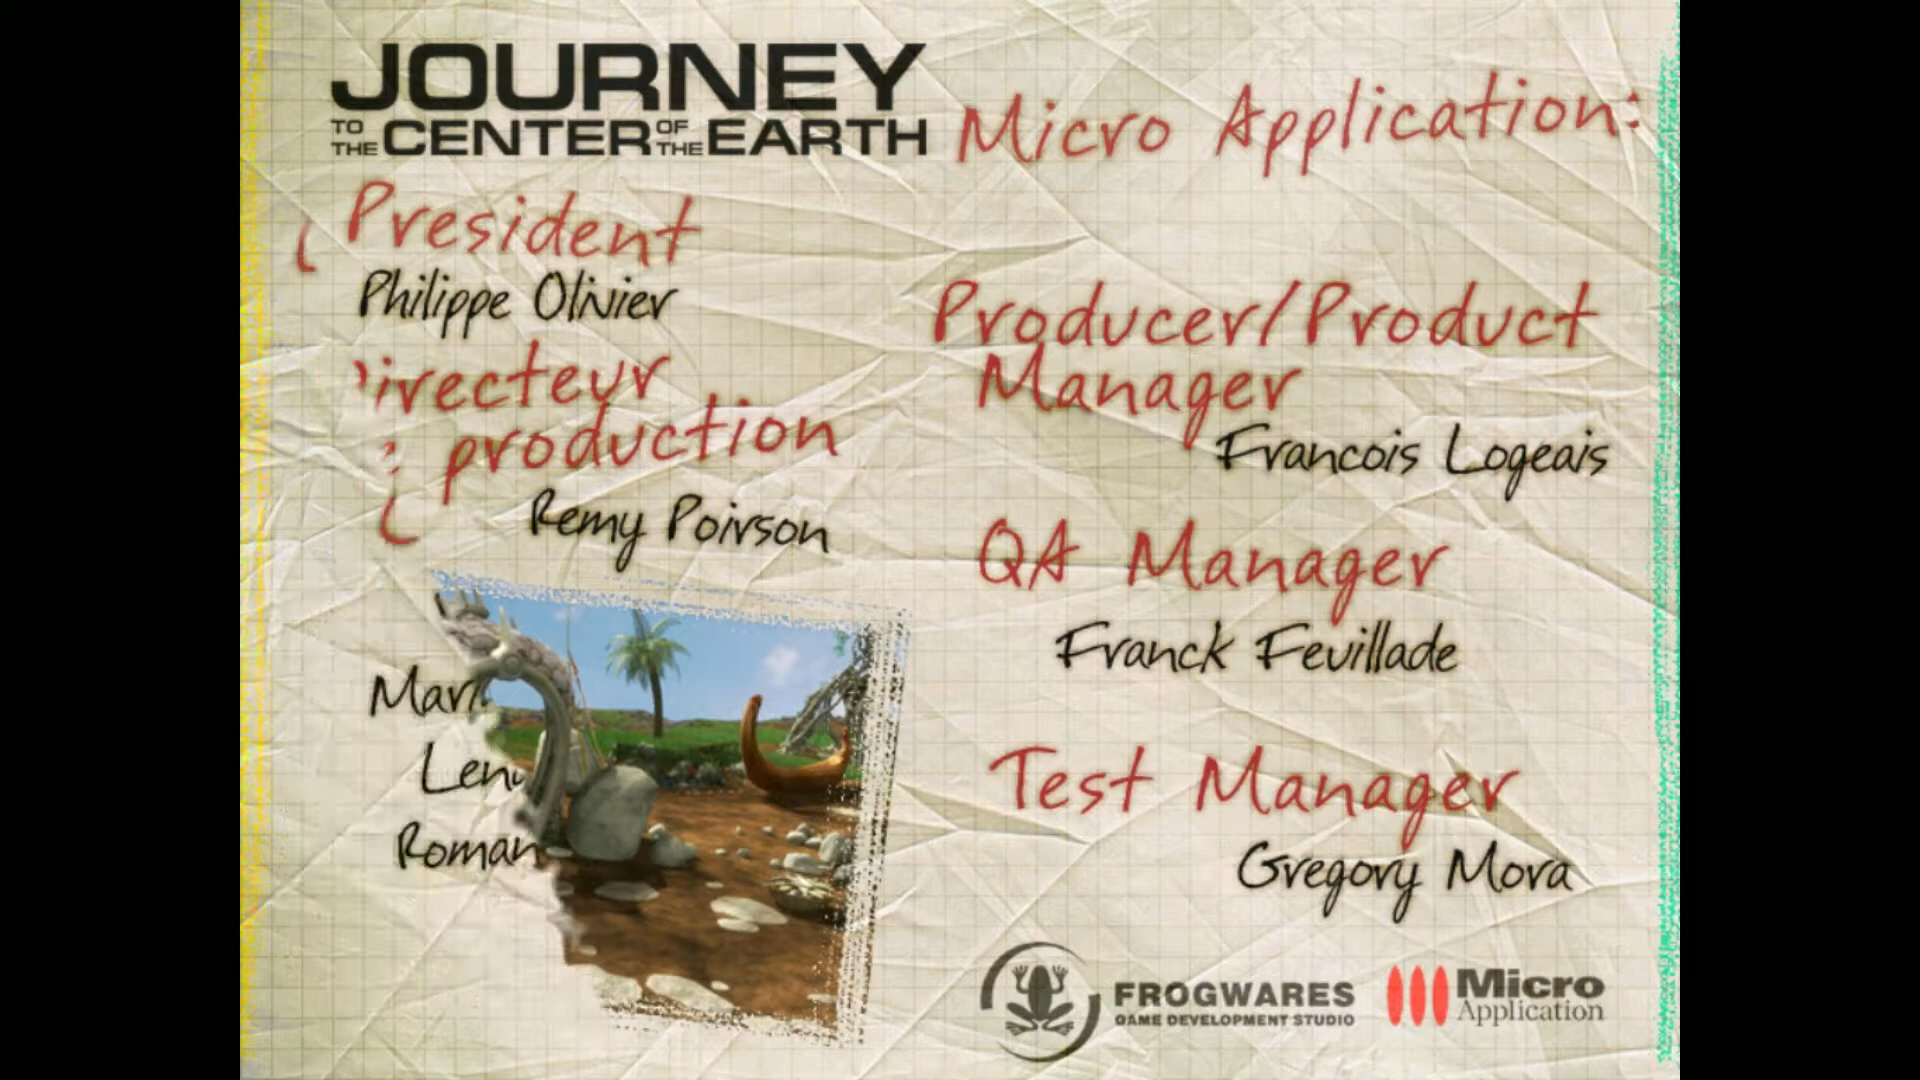 JOURNEY
TO THE CENTER OF THE EARTH
President
Philippe Olivier
production
Remy Poirson
Micro Application:
Producer/Product
Manager
Francois Logeais
QA Manager
Franck Feuillade
Test Manager
Gregory Mora
FROGWARES
GAME DEVELOPMENT STUDIO
Micro
Application